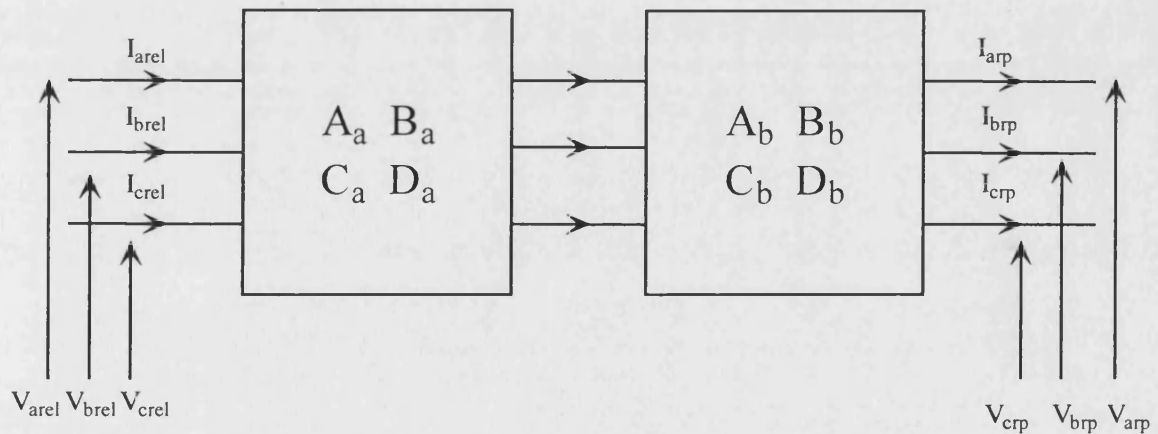 I_arel
I_brel
I_crel
A_a B_a
C_a D_a
A_b B_b
C_b D_b
I_arp
I_brp
I_crp
V_arel V_brel V_crel
V_crp V_brp V_arp